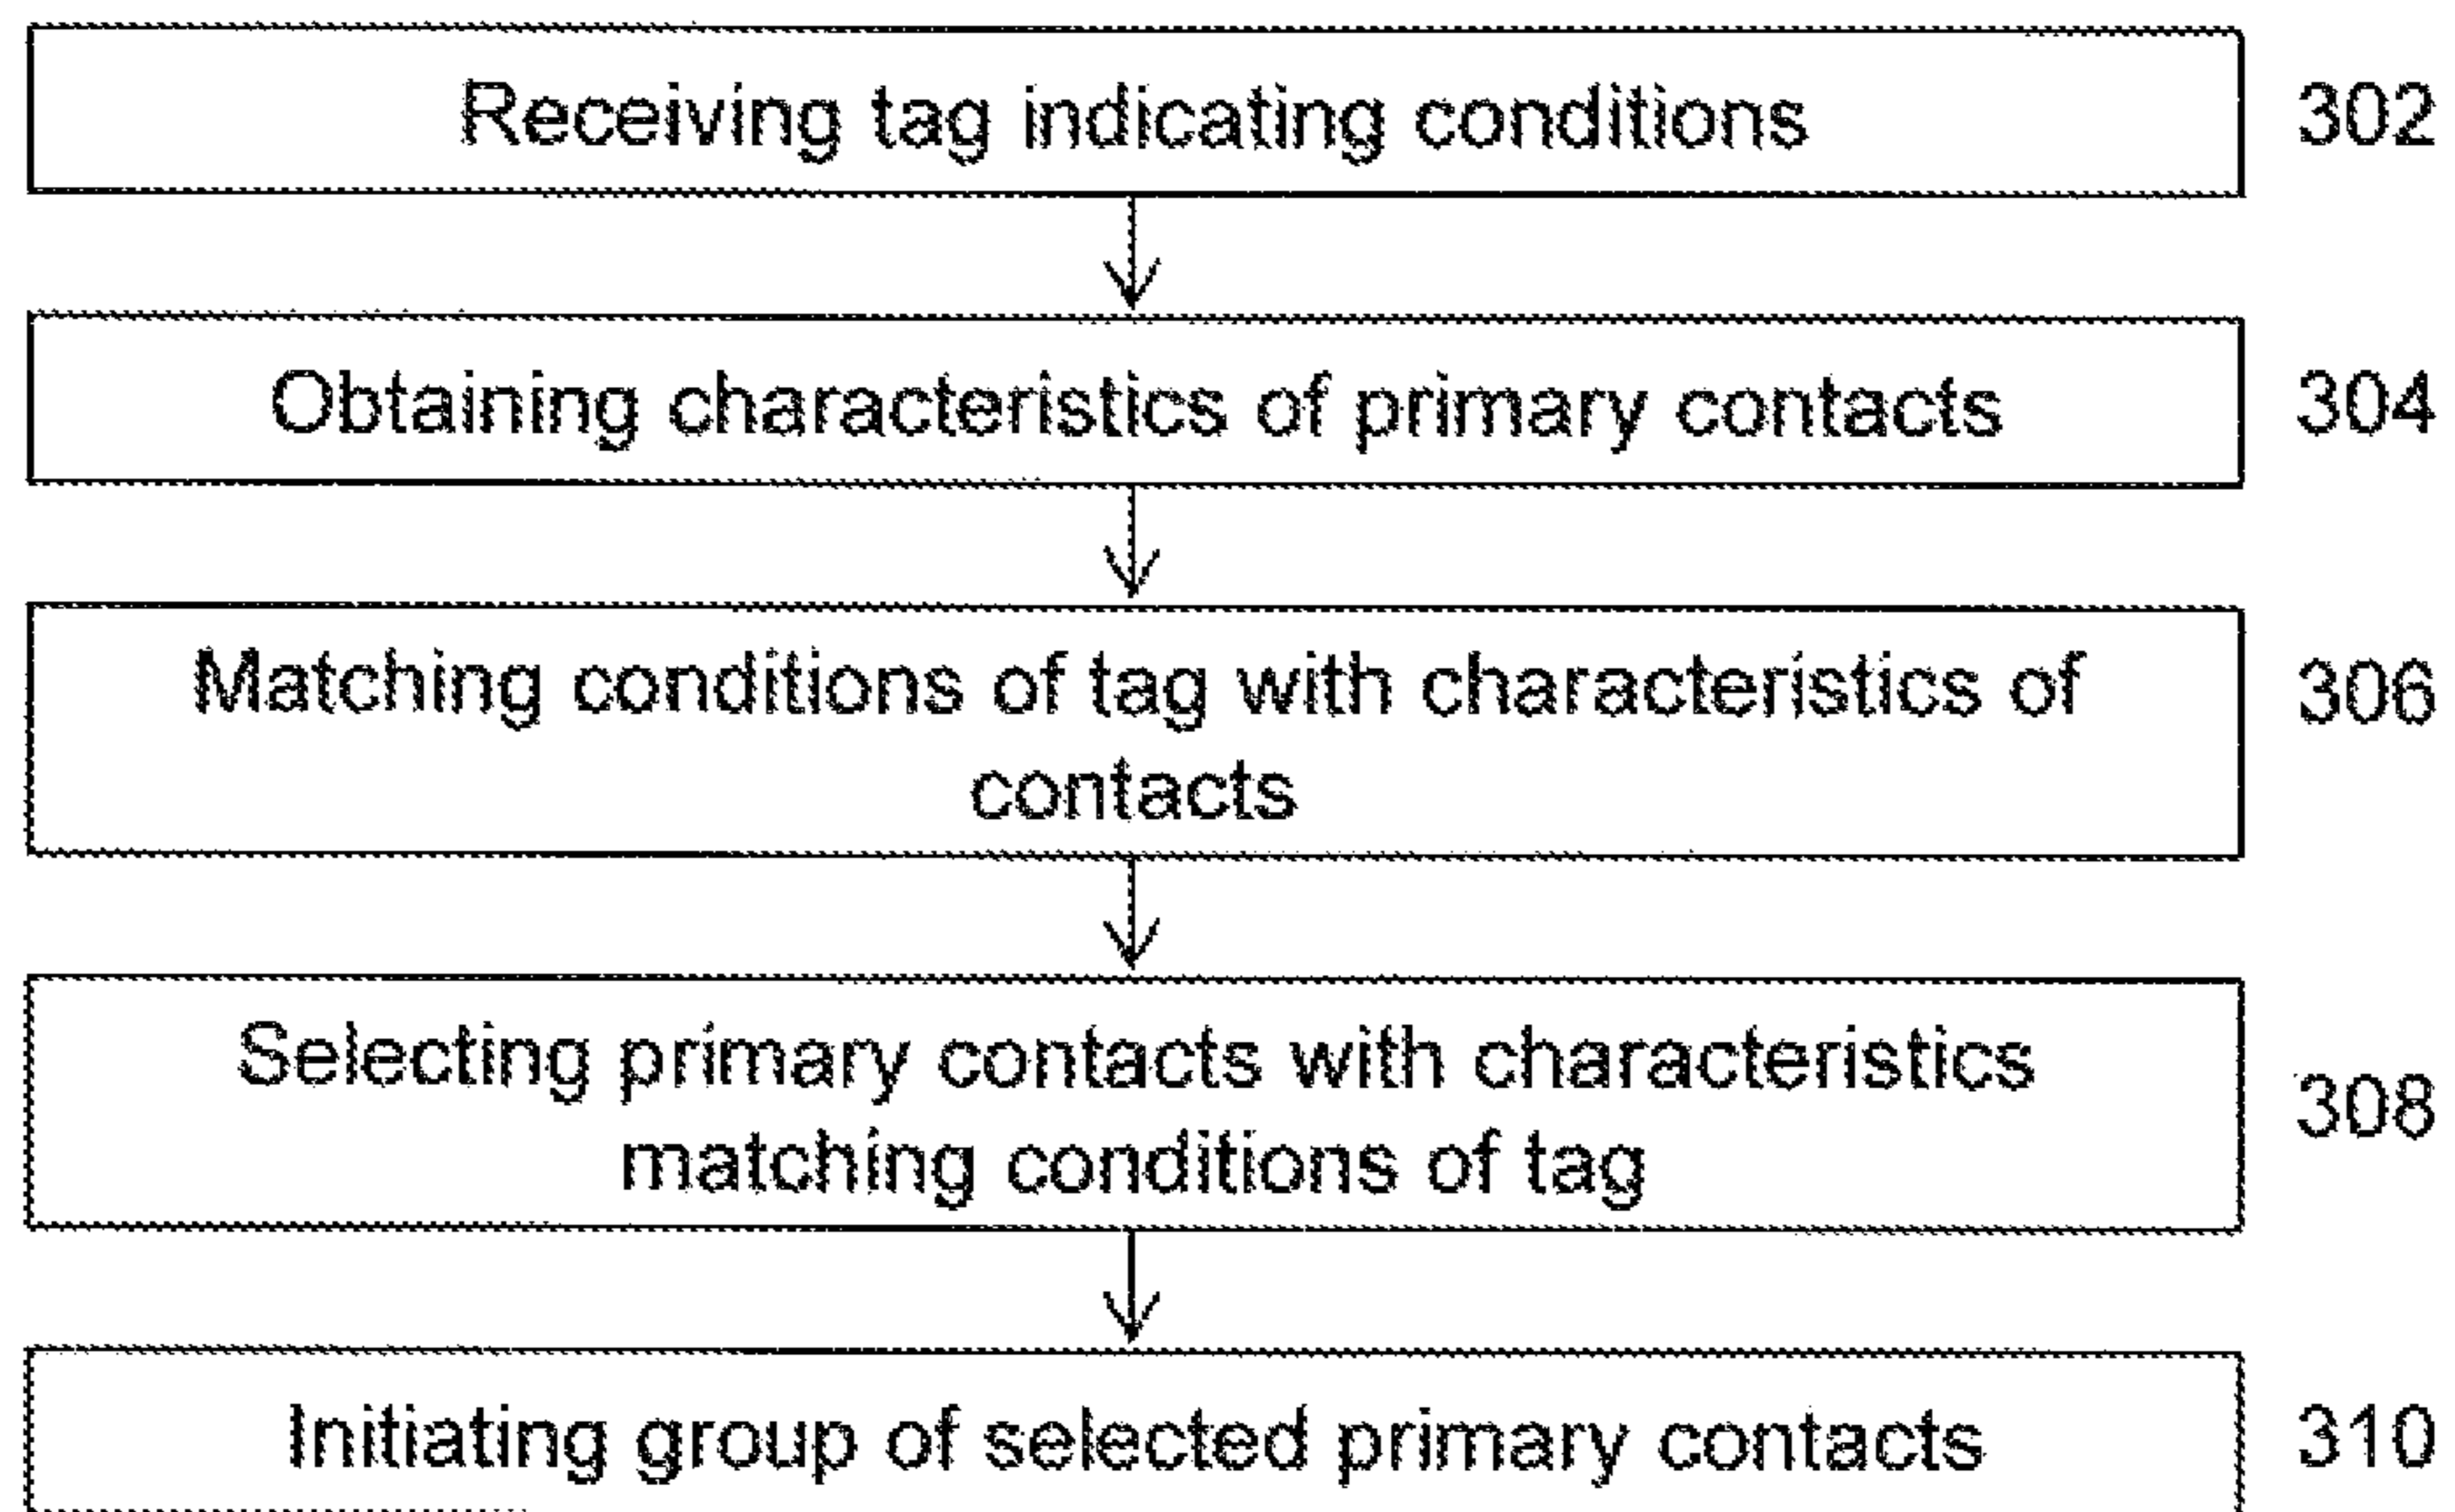 Receiving tag indicating conditions 302
Obtaining characteristics of primary contacts 304
Matching conditions of tag with characteristics of 306
contacts
Selecting primary contacts with characteristics
308
matching conditions of tag
Initiating group of selected primary contacts 310